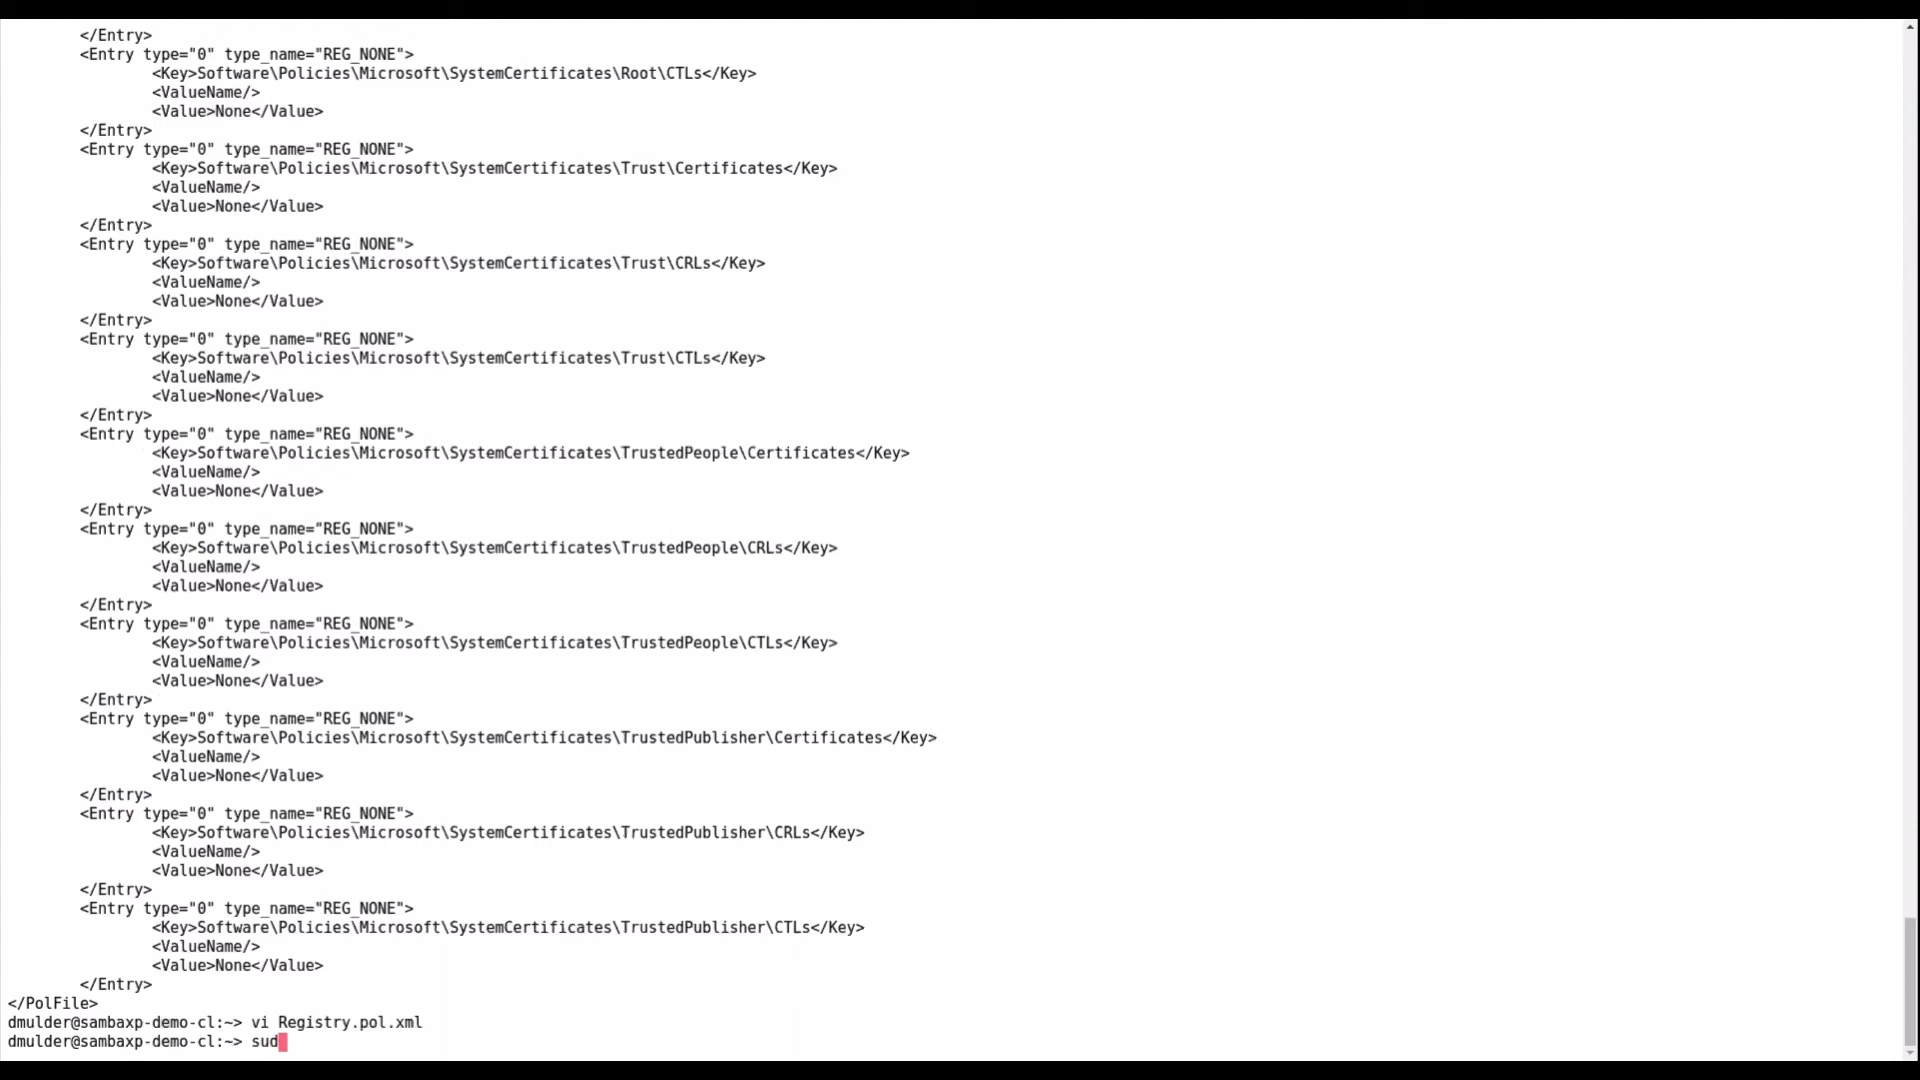 </Entry>
<Entry type="0" type_name="REG_NONE">
<Key>Software\Policies\Microsoft\SystemCertificates\Root\CTLs</Key>
<ValueName/>
<Value>None</Value>
</Entry>
<Entry type="0" type_name="REG_NONE">
<Key>Software\Policies\Microsoft\SystemCertificates\Trust\Certificates</Key>
<ValueName/>
<Value>None</Value>
</Entry>
<Entry type="0" type_name="REG_NONE">
<Key>Software\Policies\Microsoft\SystemCertificates\Trust\CRLs</Key>
<ValueName/>
<Value>None</Value>
</Entry>
<Entry type="0" type_name="REG_NONE">
<Key>Software\Policies\Microsoft\SystemCertificates\Trust\CTLs</Key>
<ValueName/>
<Value>None</Value>
</Entry>
<Entry type="0" type_name="REG_NONE">
<Key>Software\Policies\Microsoft\SystemCertificates\TrustedPeople\Certificates</Key>
<ValueName/>
<Value>None</Value>
</Entry>
<Entry type="0" type_name="REG_NONE">
<Key>Software\Policies\Microsoft\SystemCertificates\TrustedPeople\CRLs</Key>
<ValueName/>
<Value>None</Value>
</Entry>
<Entry type="0" type_name="REG_NONE">
<Key>Software\Policies\Microsoft\SystemCertificates\TrustedPeople\CTLs</Key>
<ValueName/>
<Value>None</Value>
</Entry>
<Entry type="0" type_name="REG_NONE">
<Key>Software\Policies\Microsoft\SystemCertificates\TrustedPublisher\Certificates</Key>
<ValueName/>
<Value>None</Value>
</Entry>
<Entry type="0" type_name="REG_NONE">
<Key>Software\Policies\Microsoft\SystemCertificates\TrustedPublisher\CRLs</Key>
<ValueName/>
<Value>None</Value>
</Entry>
<Entry type="0" type_name="REG_NONE">
<Key>Software\Policies\Microsoft\SystemCertificates\TrustedPublisher\CTLs</Key>
<ValueName/>
<Value>None</Value>
</Entry>
</PolFile>
dmulder@sambaxp-demo-cl:~> vi Registry.pol.xml
dmulder@sambaxp-demo-cl:~> sud